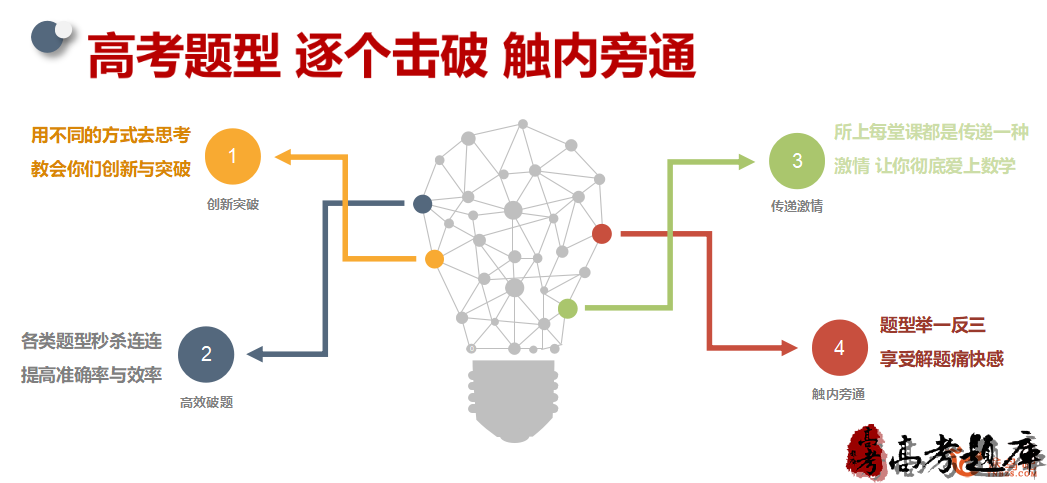 高考题型 逐个击破 触内旁通
用不同的方式去思考
教会你们创新与突破
1
创新突破
所上每堂课都是传递一种
激情 让你彻底爱上数学
3
传递激情
各类题型秒杀连连
提高准确率与效率
2
高效破题
题型举一反三
享受解题痛快感
4
触内旁通
高考
高考题库